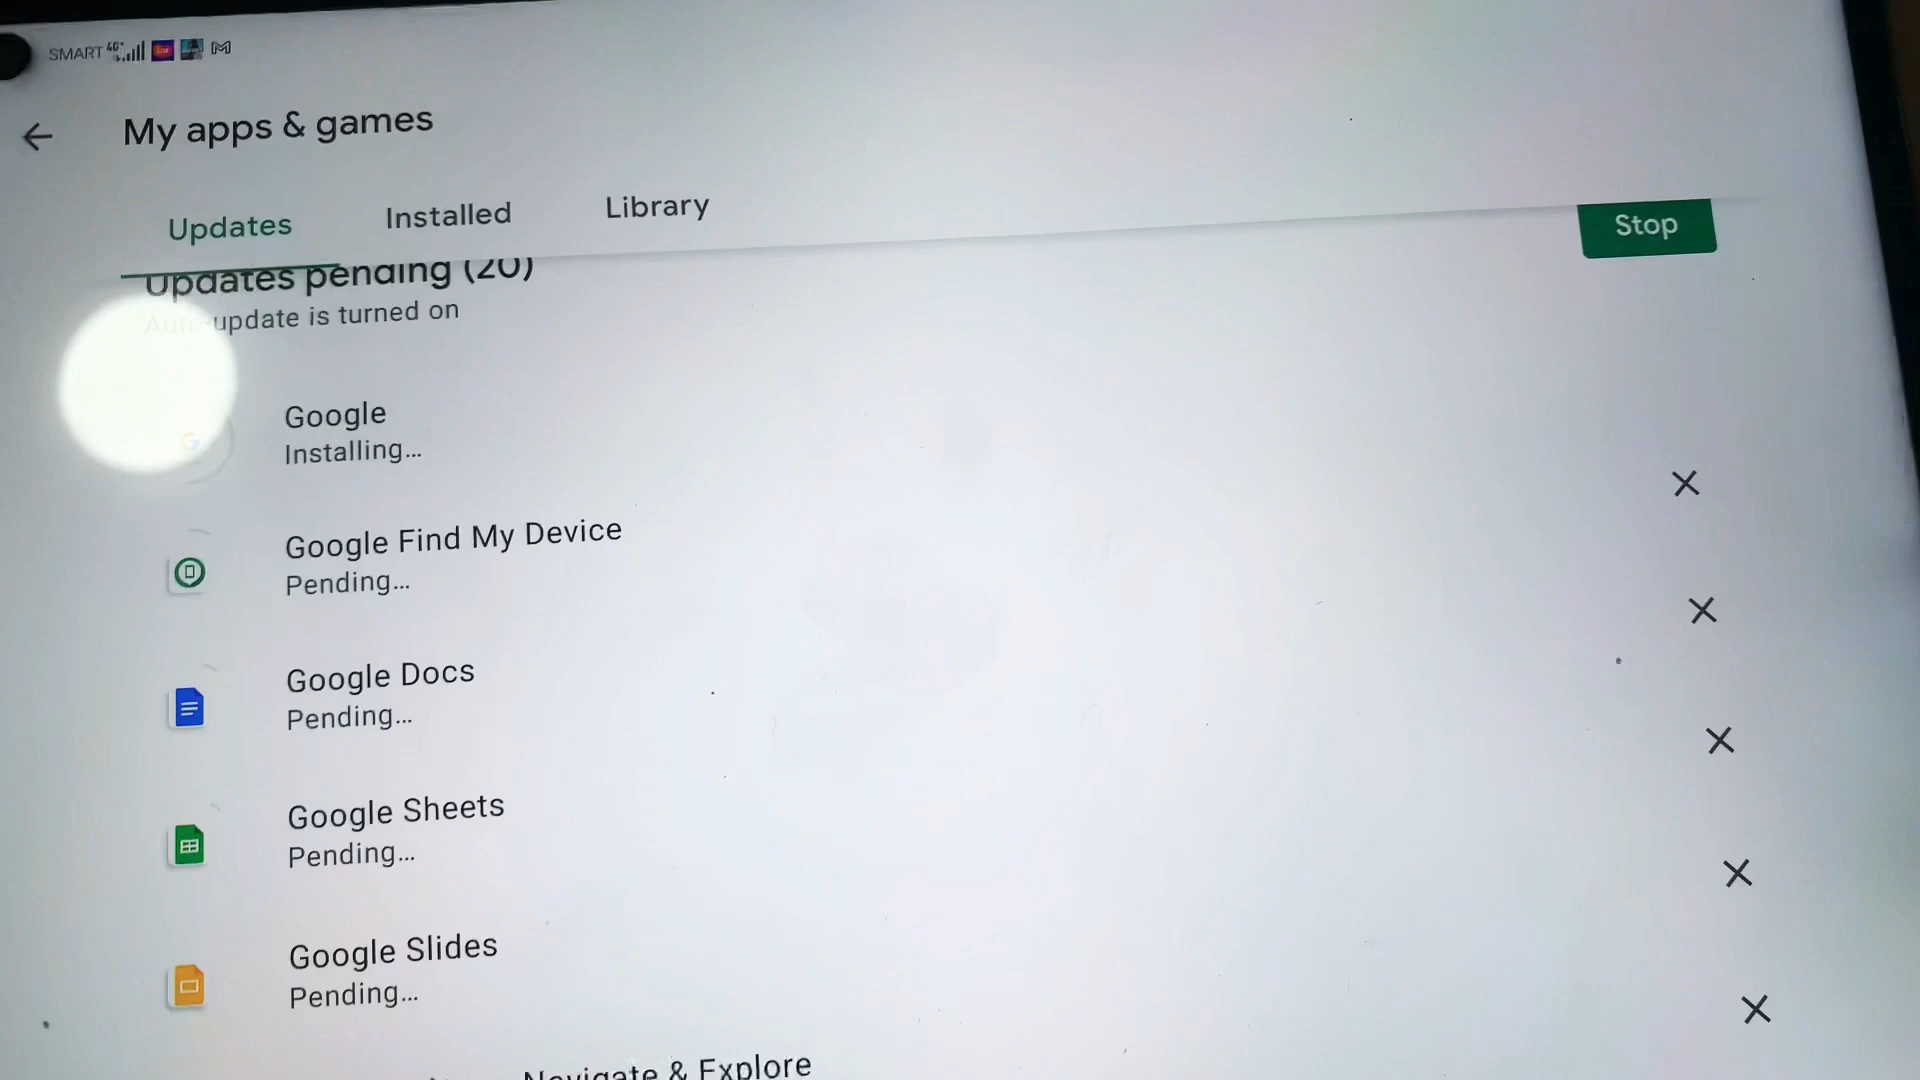 SMART 4G+
My apps & games
Updates Installed Library
Stop
Updates pending (20)
Auto-update is turned on
Google
Installing...
Google Find My Device
Pending...
Google Docs
Pending...
Google Sheets
Pending...
Google Slides
Pending...
Navigate & Explore